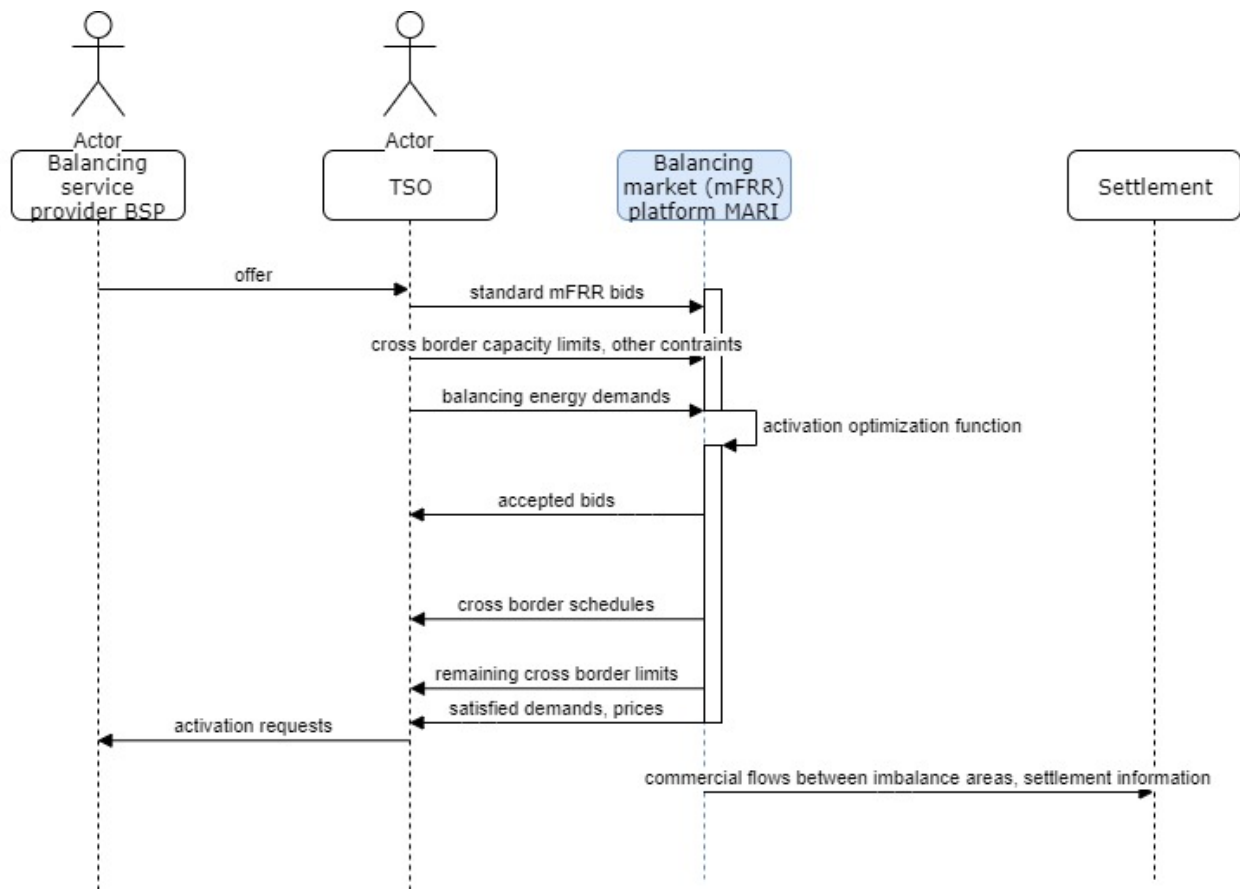 Actor
Actor
Balancing
service
provider BSP
TSO
Balancing
market (mFRR)
platform MARI
Settlement
offer
standard mFRR bids
cross border capacity limits, other contraints
balancing energy demands
activation optimization function
accepted bids
cross border schedules
remaining cross border limits
satisfied demands, prices
activation requests
commercial flows between imbalance areas, settlement information